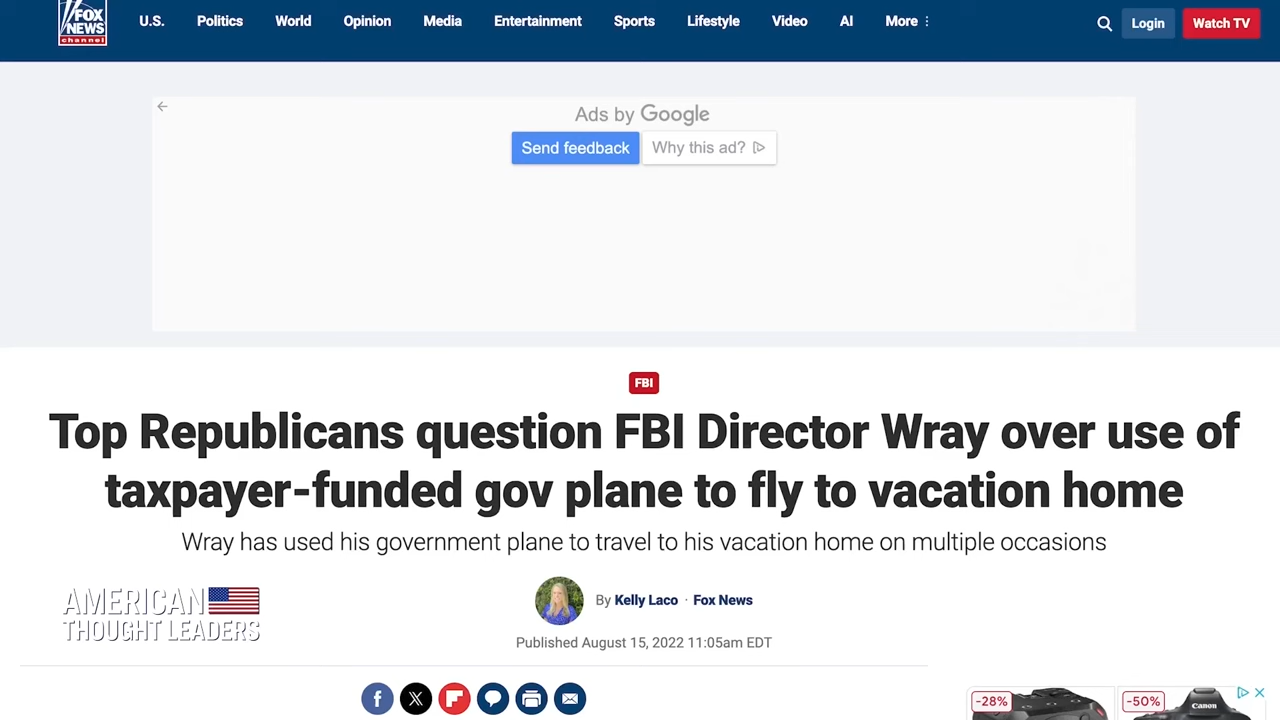 FOX
NEWS
channel
U.S. Politics World Opinion Media Entertainment Sports Lifestyle Video AI More
Login
Watch TV
Ads by Google
Send feedback
Why this ad?
FBI
Top Republicans question FBI Director Wray over use of
taxpayer-funded gov plane to fly to vacation home
Wray has used his government plane to travel to his vacation home on multiple occasions
AMERICAN
THOUGHT LEADERS
By Kelly Laco · Fox News
Published August 15, 2022 11:05am EDT
-28%
-50%
Canon